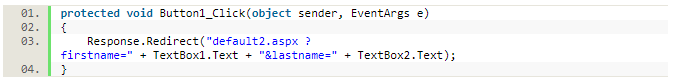 01. protected void Button1_Click(object sender, EventArgs e)
02. {
03. Response.Redirect("default2.aspx ?
firstname=" + TextBox1.Text + "&lastname=" + TextBox2.Text);
04. }